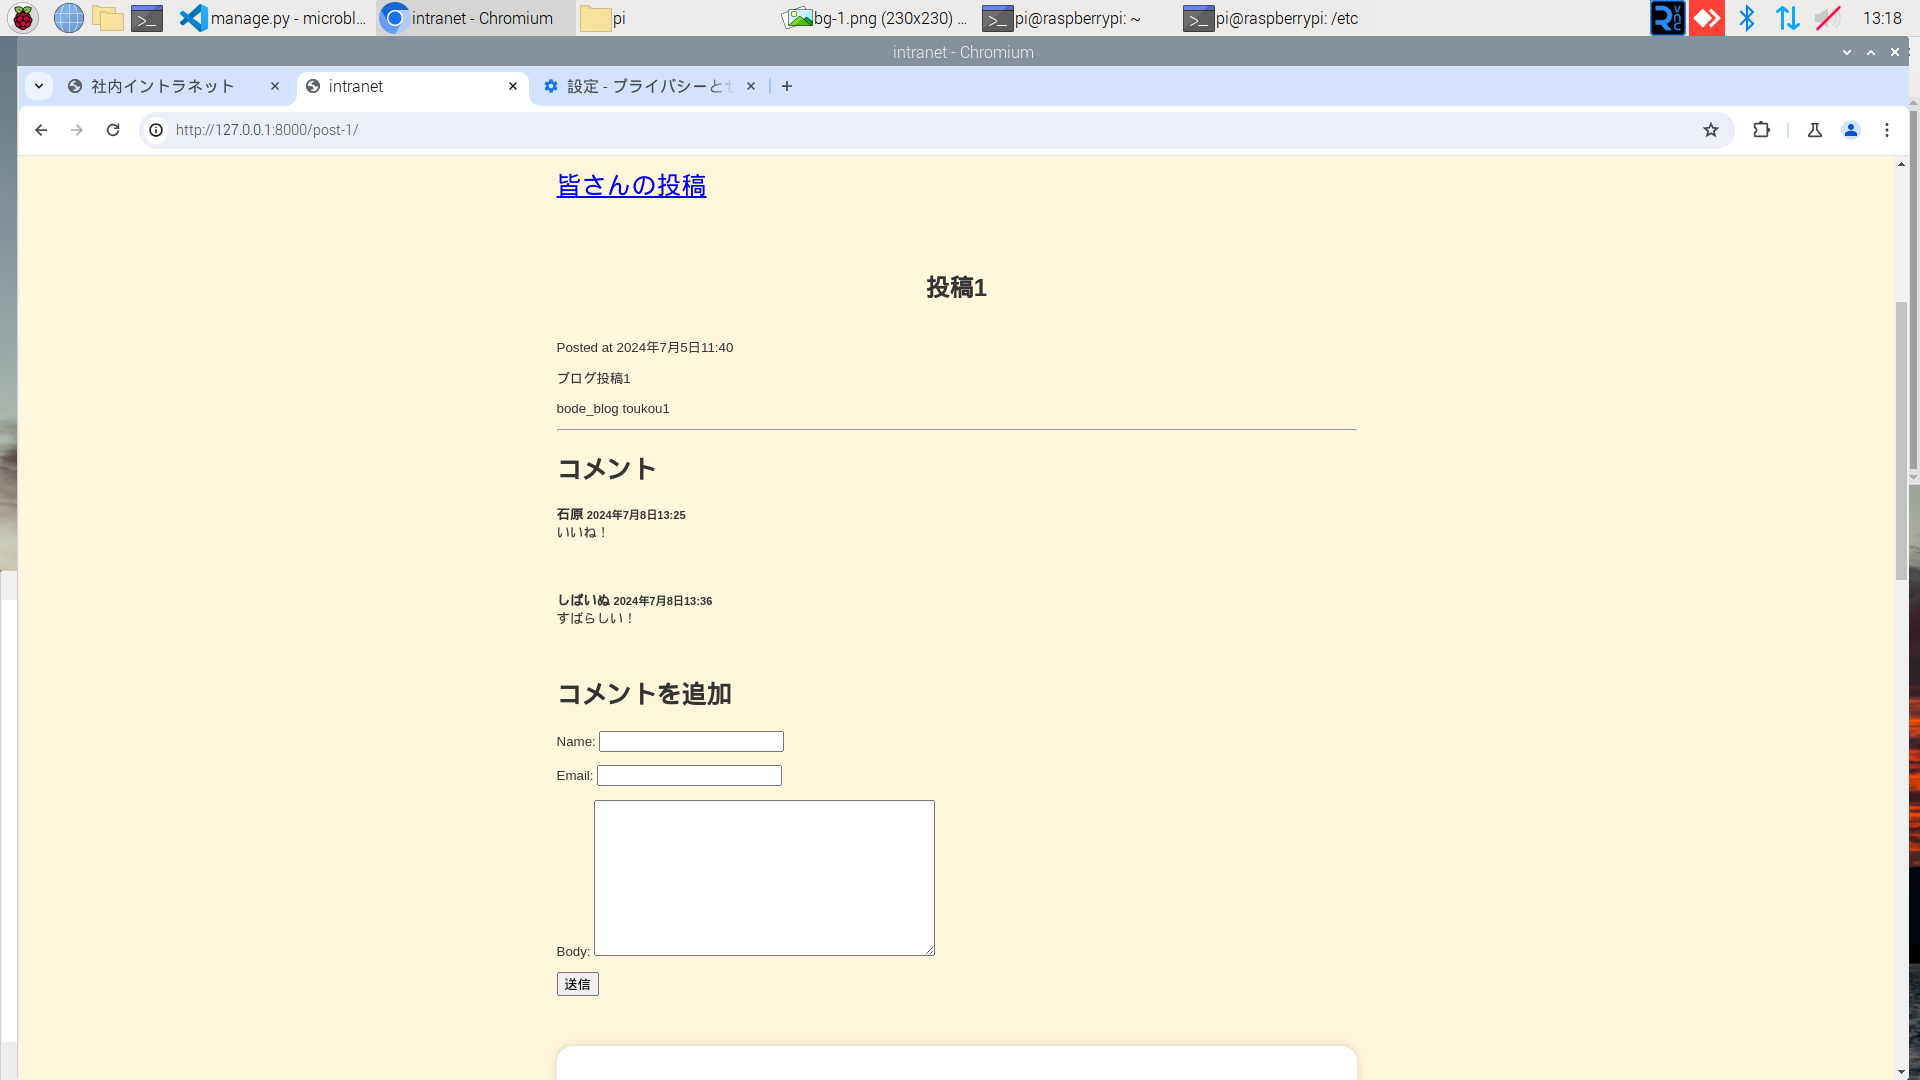 manage.py - microbl...
intranet - Chromium
pi
bg-1.png (230x230) ...
pi@raspberrypi: ~
pi@raspberrypi: /etc
13:18
intranet - Chromium
社内イントラネット
intranet
設定 - プライバシーとセ
http://127.0.0.1:8000/post-1/
皆さんの投稿
投稿1
Posted at 2024年7月5日11:40
ブログ投稿1
bode_blog toukou1
コメント
石原 2024年7月8日13:25
いいね！
しばいぬ 2024年7月8日13:36
すばらしい！
コメントを追加
Name:
Email:
Body:
送信